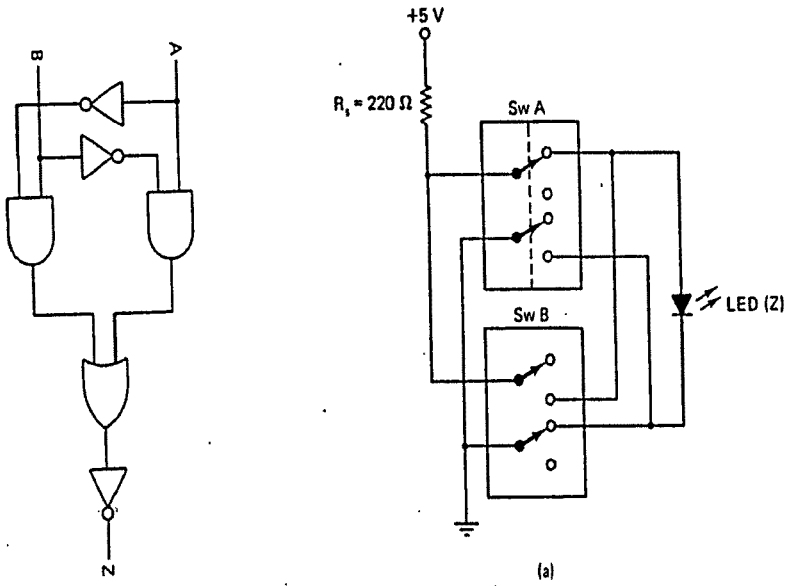 B
A
Z
+5 V
R_s = 220 Ω
Sw A
LED (Z)
Sw B
(a)